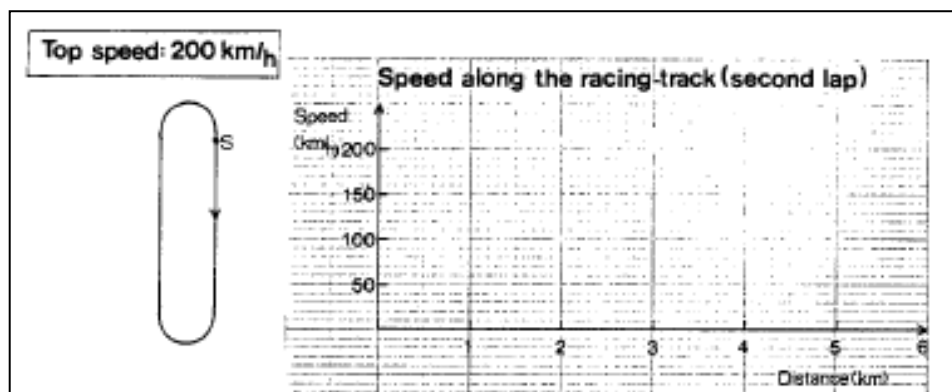 Top speed: 200 km/h
Speed along the racing-track (second lap)
Speed
(km/h)
200
150
100
50
S
1 2 3 4 5 6
Distance (km)